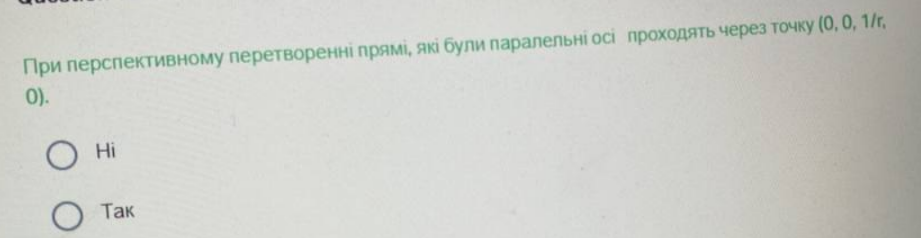 При перспективному перетворенні прямі, які були паралельні осі проходять через точку (0, 0, 1/r,
0).
Ні
Так